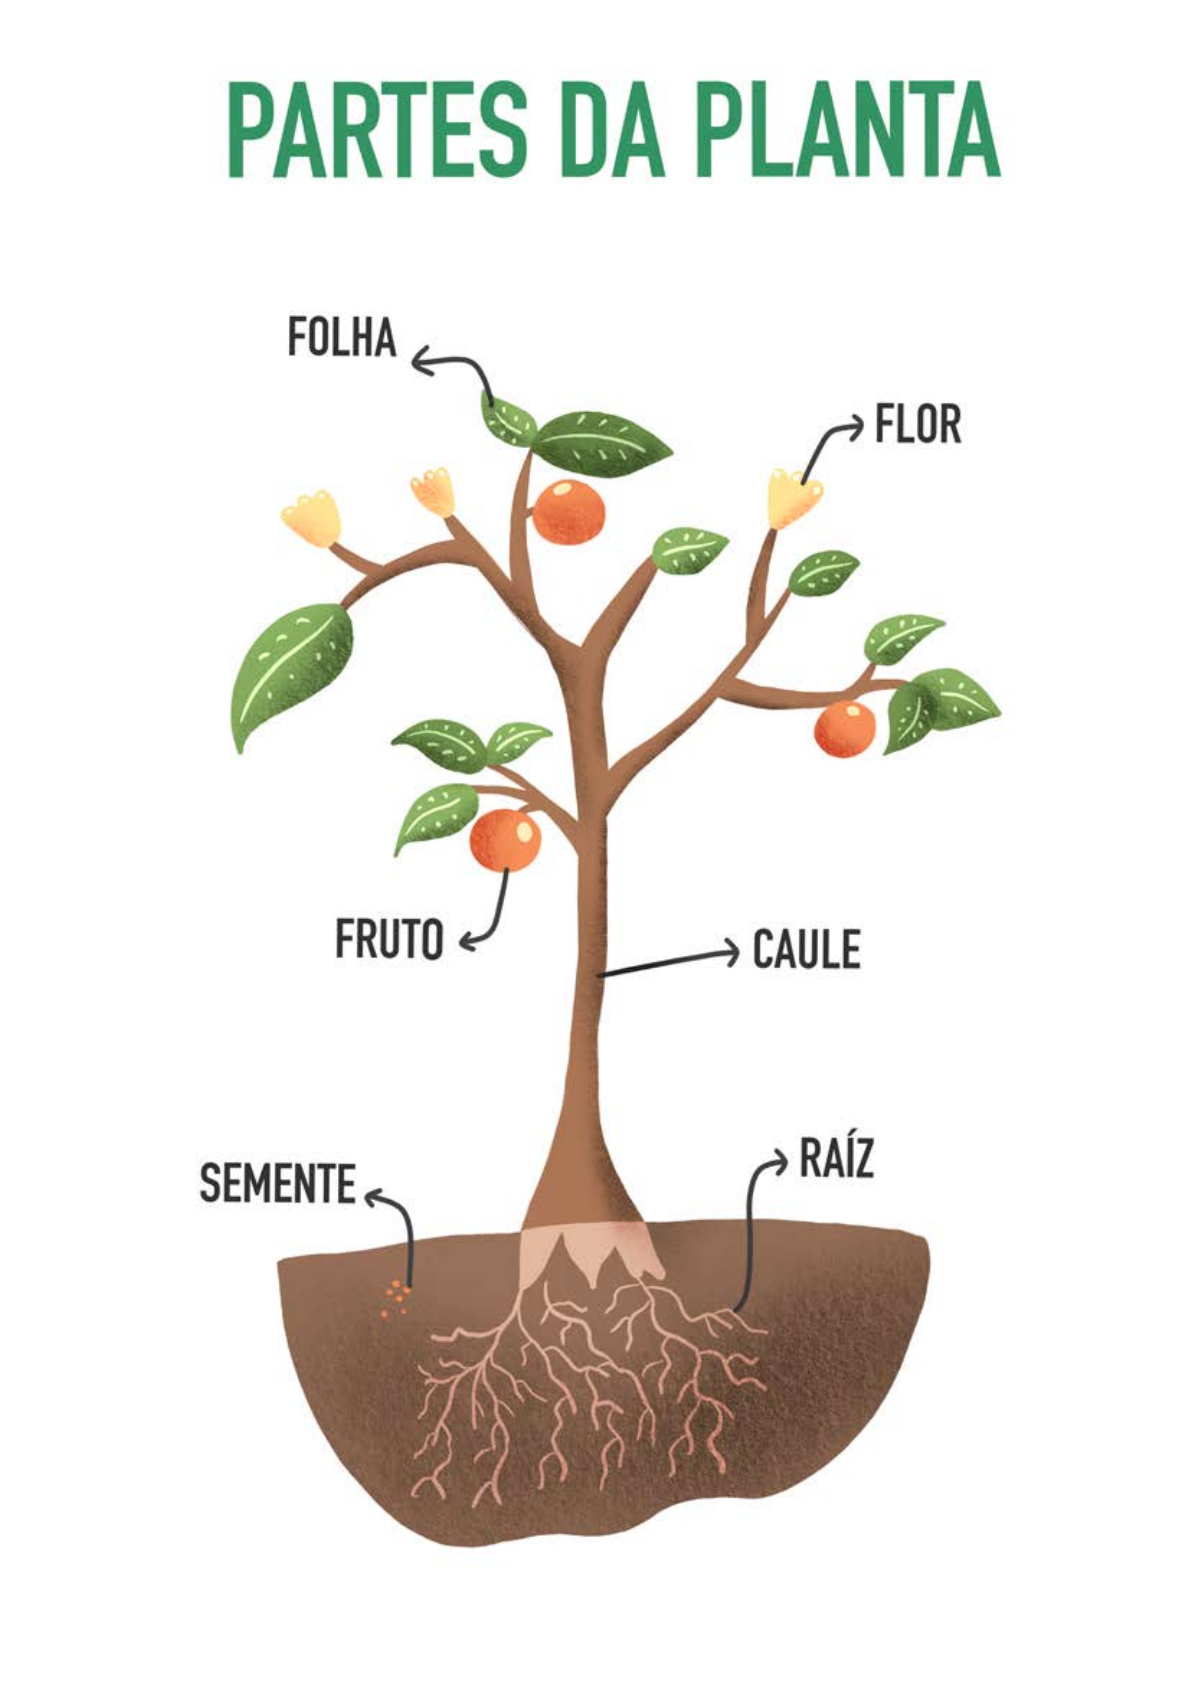 PARTES DA PLANTA
FOLHA
FLOR
FRUTO
CAULE
RAÍZ
SEMENTE